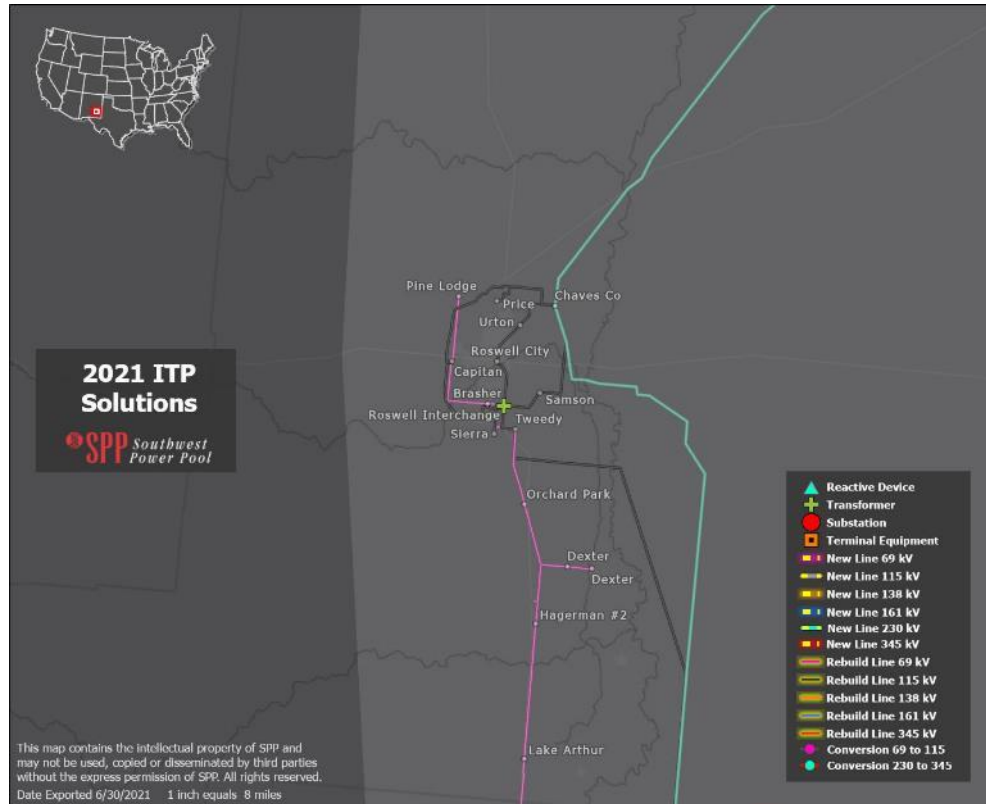 Pine Lodge
Chaves Co
Price
Urton
Roswell City
Capitan
Brasher
Samson
Roswell Interchange
Tweedy
Sierra
Orchard Park
Dexter
Dexter
Hagerman #2
Lake Arthur
2021 ITP
Solutions
SPP Southwest
Power Pool
Reactive Device
Transformer
Substation
Terminal Equipment
New Line 69 kV
New Line 115 kV
New Line 138 kV
New Line 161 kV
New Line 230 kV
New Line 345 kV
Rebuild Line 69 kV
Rebuild Line 115 kV
Rebuild Line 138 kV
Rebuild Line 161 kV
Rebuild Line 345 kV
Conversion 69 to 115
Conversion 230 to 345
This map contains the intellectual property of SPP and
may not be used, copied or disseminated by third parties
without the express permission of SPP. All rights reserved.
Date Exported 6/30/2021 1 inch equals 8 miles